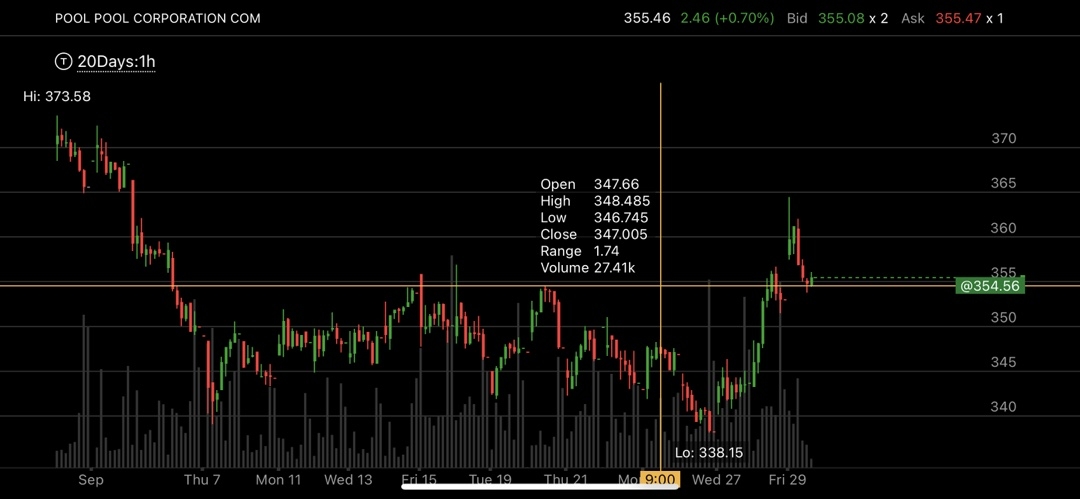 POOL POOL CORPORATION COM 355.46 2.46 (+0.70%) Bid 355.08 x 2 Ask 355.47 x 1
T 20Days:1h
Hi: 373.58
370
Open 347.66
365
High 348.485
Low 346.745
360
Close 347.005
Range 1.74
Volume 27.41k
355
@354.56
350
345
340
Lo: 338.15
Sep Thu 7 Mon 11 Wed 13 Fri 15 Tue 19 Thu 21 Mo 9:00 Wed 27 Fri 29